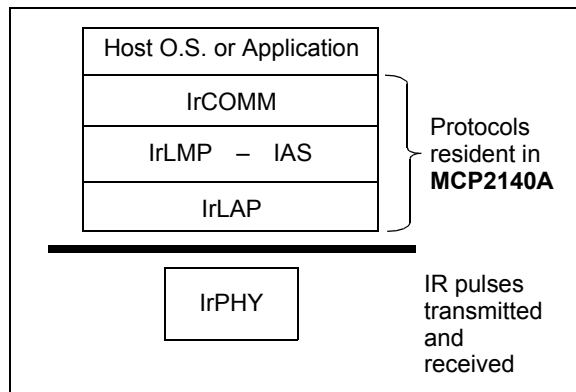 Host O.S. or Application
IrCOMM
IrLMP – IAS
IrLAP
Protocols
resident in
MCP2140A
IrPHY
IR pulses
transmitted
and
received